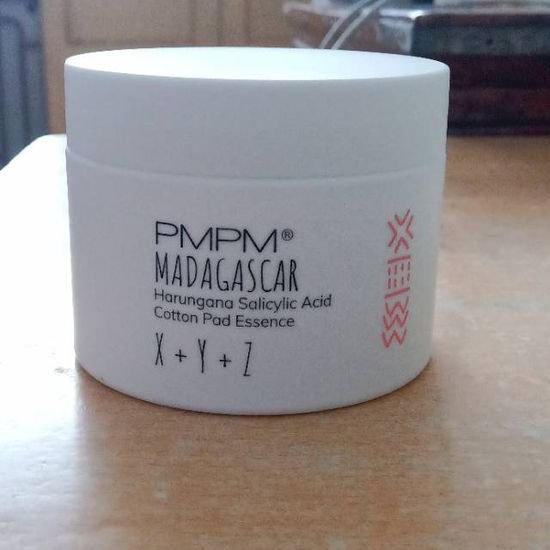 PMPM®
MADAGASCAR
Harungana Salicylic Acid
Cotton Pad Essence
X + Y + Z